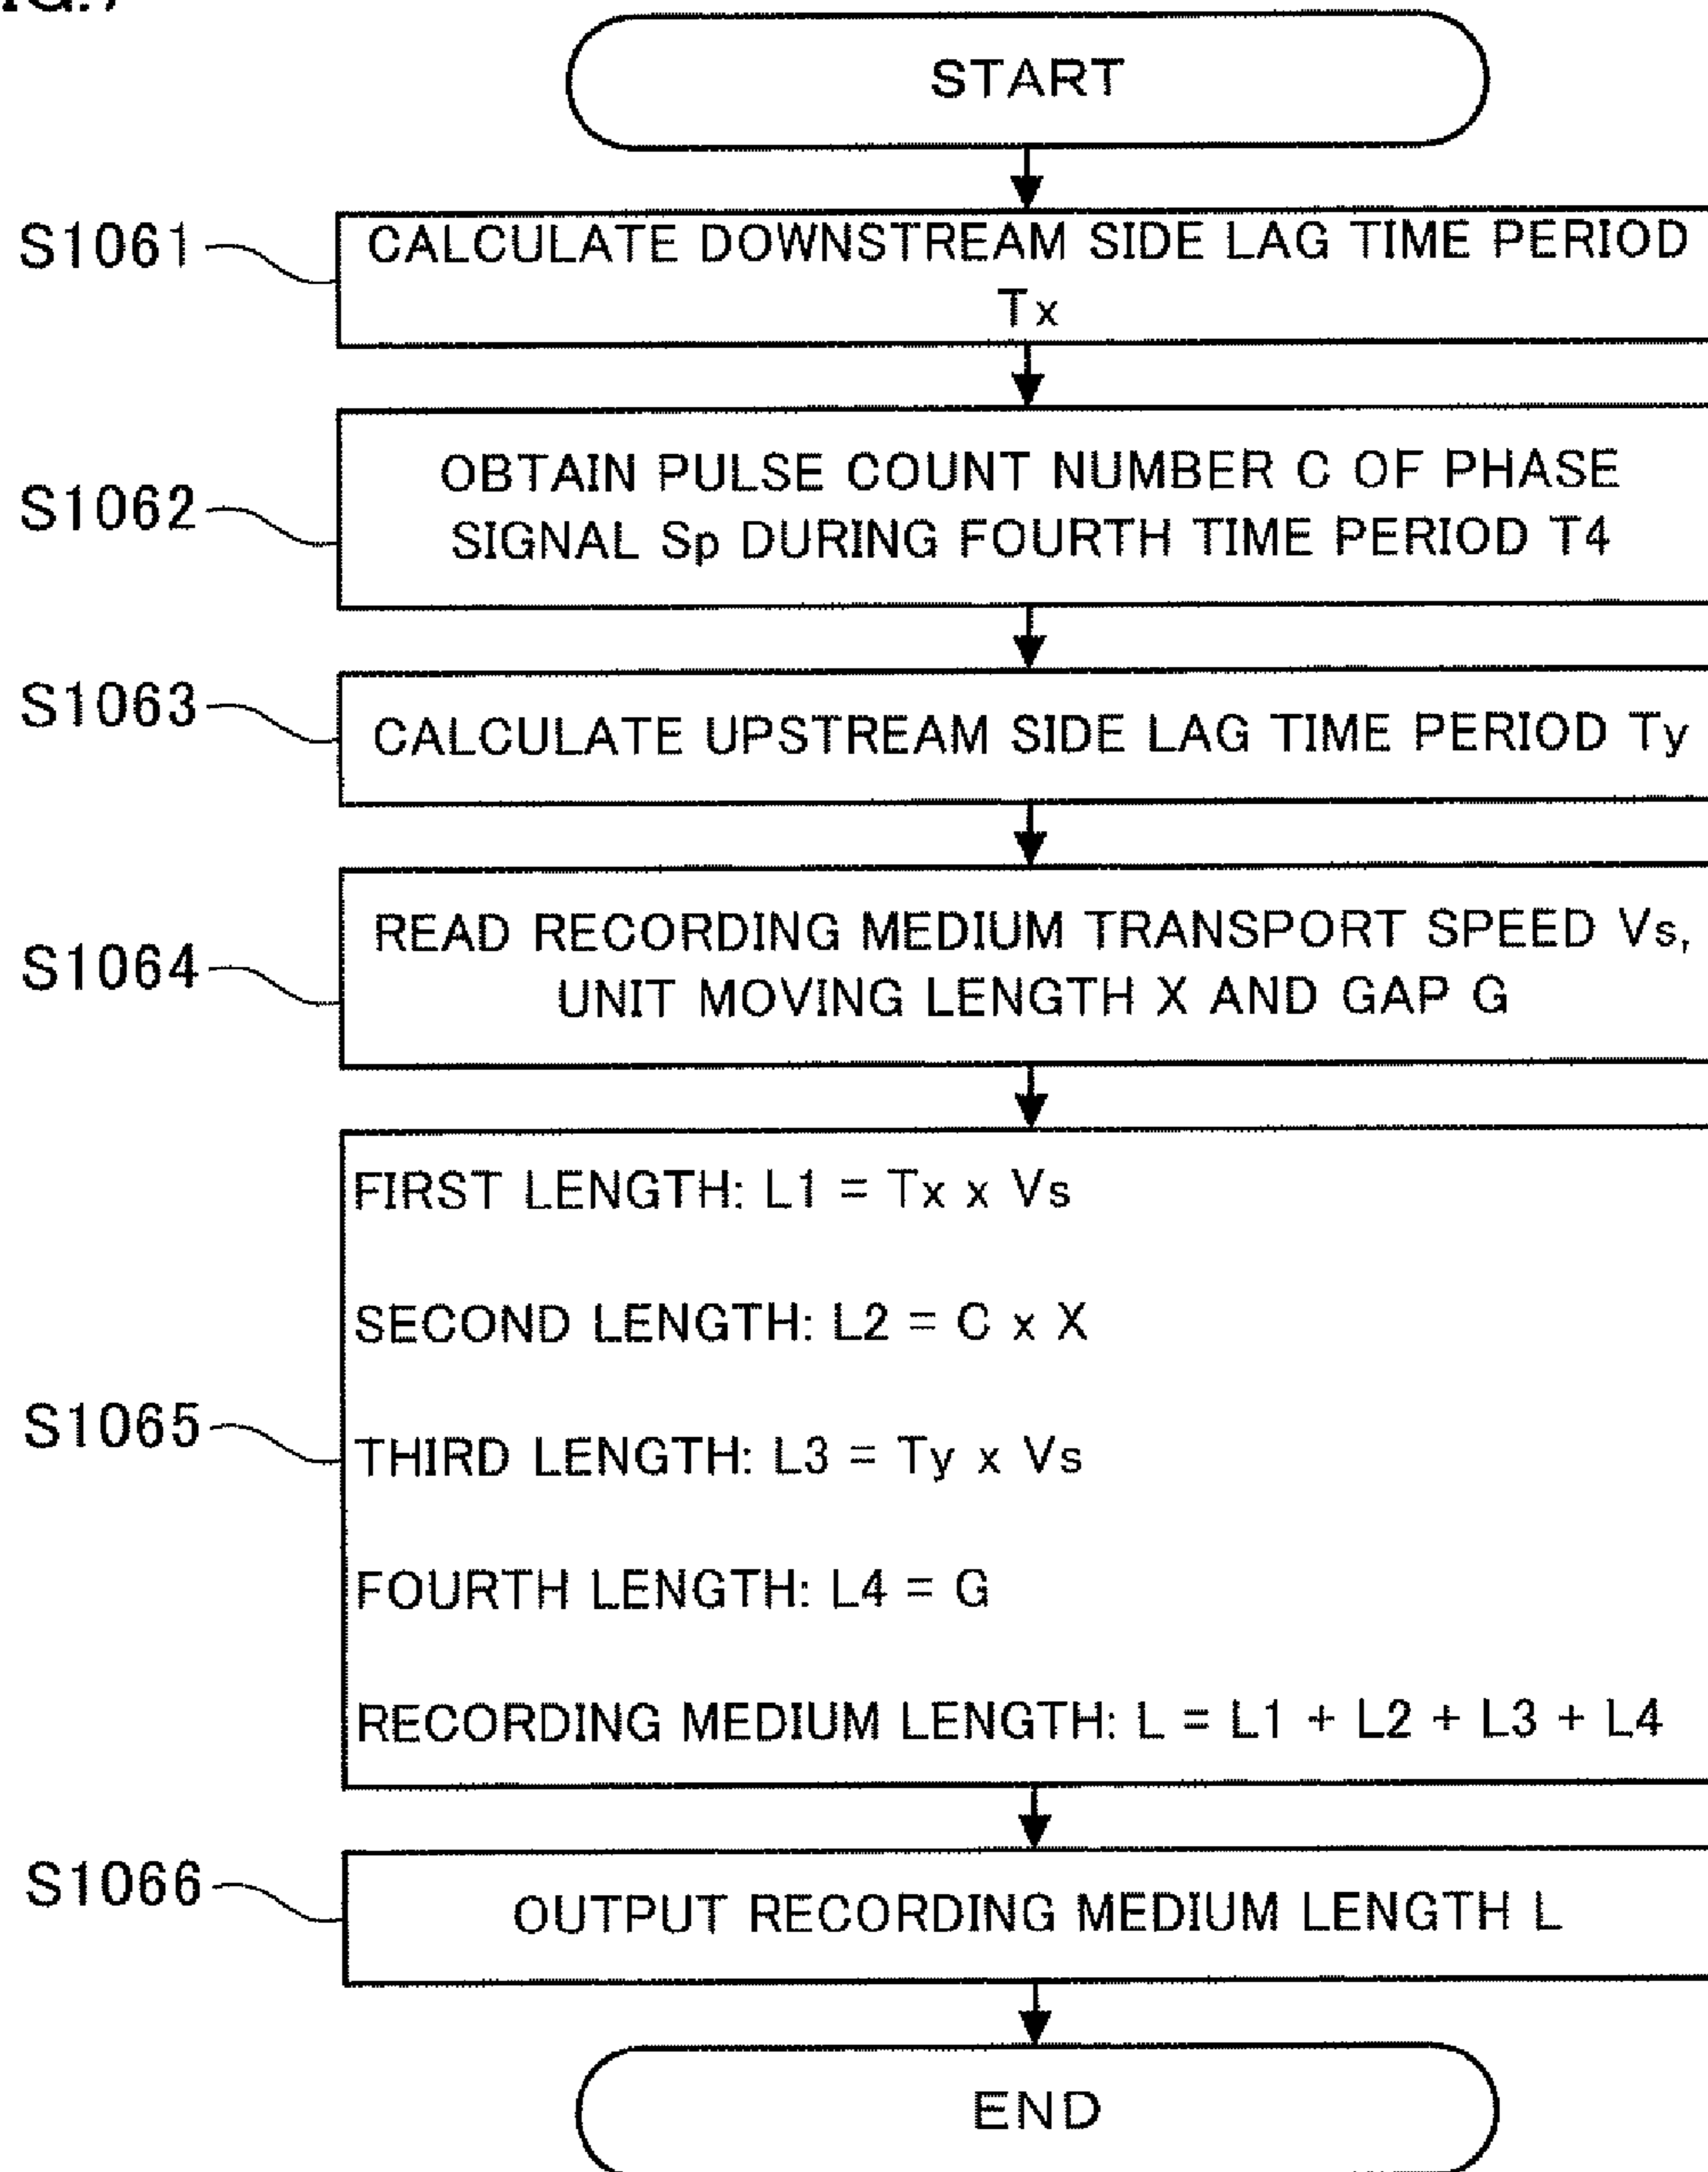 START
S1061
CALCULATE DOWNSTREAM SIDE LAG TIME PERIOD
Tx
S1062
OBTAIN PULSE COUNT NUMBER C OF PHASE
SIGNAL Sp DURING FOURTH TIME PERIOD T4
S1063
CALCULATE UPSTREAM SIDE LAG TIME PERIOD Ty
S1064
READ RECORDING MEDIUM TRANSPORT SPEED Vs,
UNIT MOVING LENGTH X AND GAP G
S1065
FIRST LENGTH: L1 = Tx x Vs
SECOND LENGTH: L2 = C x X
THIRD LENGTH: L3 = Ty x Vs
FOURTH LENGTH: L4 = G
RECORDING MEDIUM LENGTH: L = L1 + L2 + L3 + L4
S1066
OUTPUT RECORDING MEDIUM LENGTH L
END